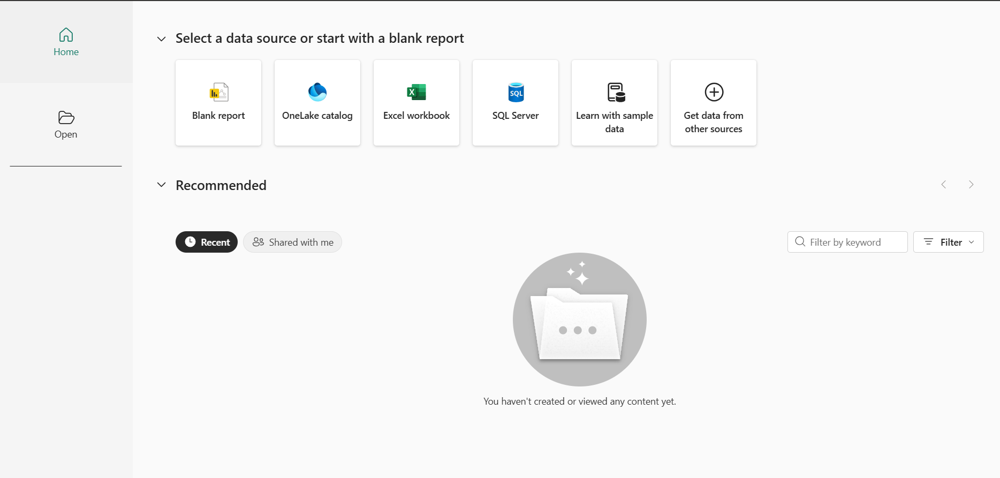 Home
Open
Select a data source or start with a blank report
Blank report
OneLake catalog
Excel workbook
SQL
SQL Server
Learn with sample
data
Get data from
other sources
Recommended
Recent
Shared with me
Filter by keyword
Filter
You haven't created or viewed any content yet.